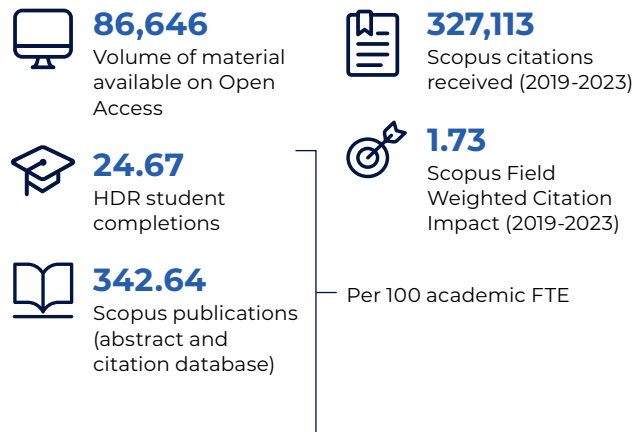 86,646
Volume of material
available on Open
Access
24.67
HDR student
completions
342.64
Scopus publications
(abstract and
citation database)
327,113
Scopus citations
received (2019-2023)
1.73
Scopus Field
Weighted Citation
Impact (2019-2023)
Per 100 academic FTE